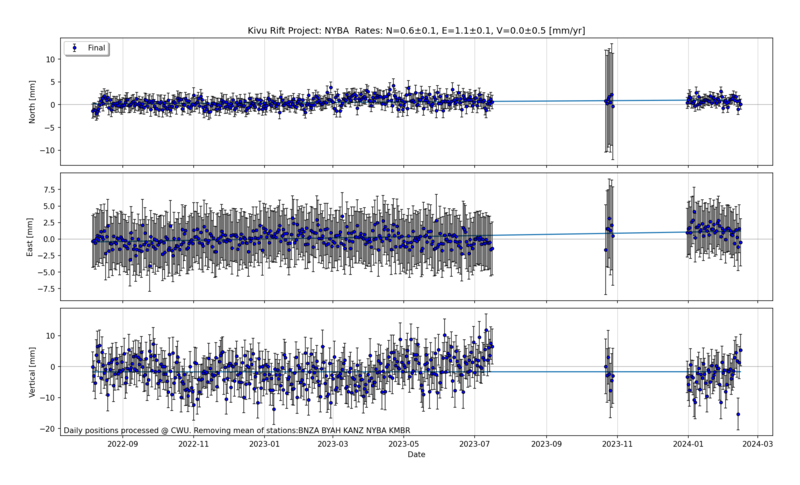 Kivu Rift Project: NYBA  Rates: N=0.6±0.1, E=1.1±0.1, V=0.0±0.5 [mm/yr]
Final
North [mm]
10
5
0
−5
−10
East [mm]
7.5
5.0
2.5
0.0
−2.5
−5.0
−7.5
Vertical [mm]
10
0
−10
−20
Daily positions processed @ CWU. Removing mean of stations:BNZA BYAH KANZ NYBA KMBR
2022-09 2022-11 2023-01 2023-03 2023-05 2023-07 2023-09 2023-11 2024-01 2024-03
Date